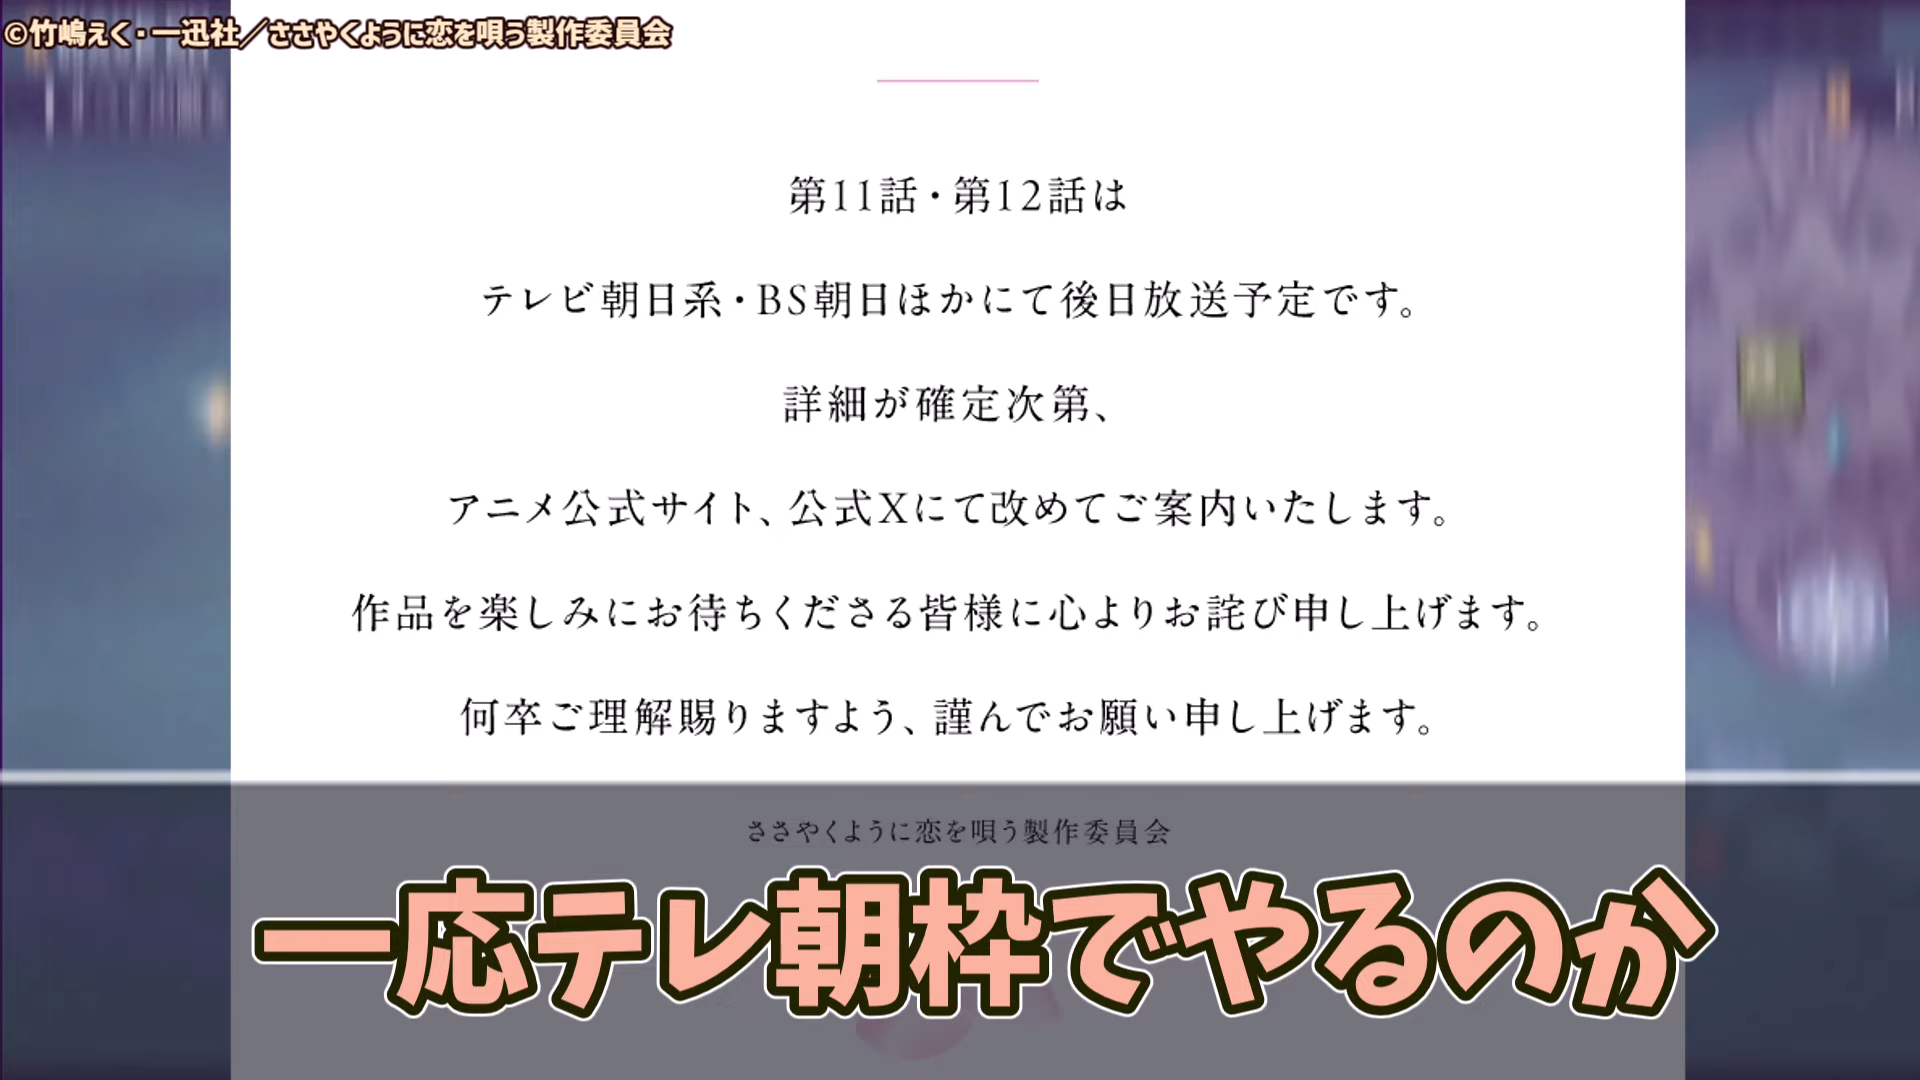 ©竹嶋えく・一迅社／ささやくように恋を唄う製作委員会
第11話・第12話は
テレビ朝日系・BS朝日ほかにて後日放送予定です。
詳細が確定次第、
アニメ公式サイト、公式Xにて改めてご案内いたします。
作品を楽しみにお待ちくださる皆様に心よりお詫び申し上げます。
何卒ご理解賜りますよう、謹んでお願い申し上げます。
ささやくように恋を唄う製作委員会
一応テレ朝枠でやるのか